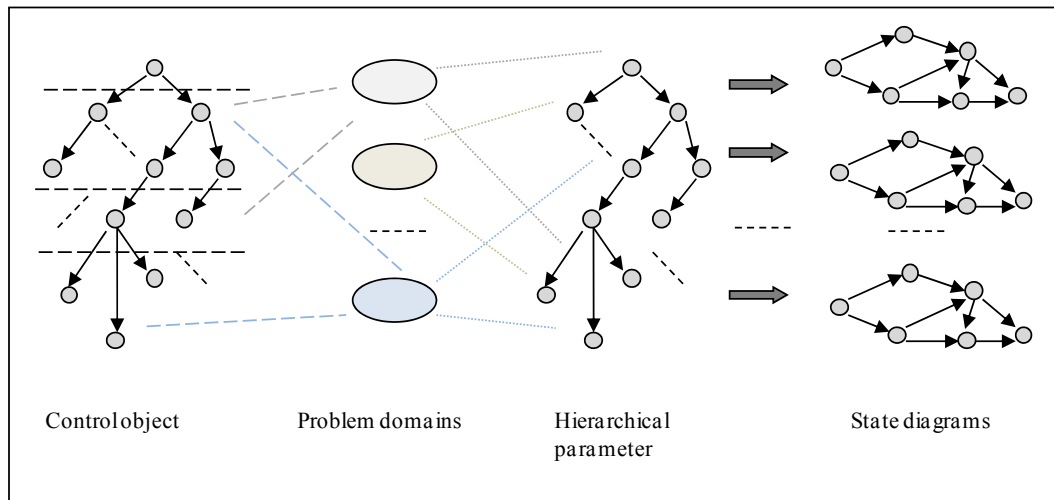 Control object
Problem domains
Hierarchical
parameter
State diagrams